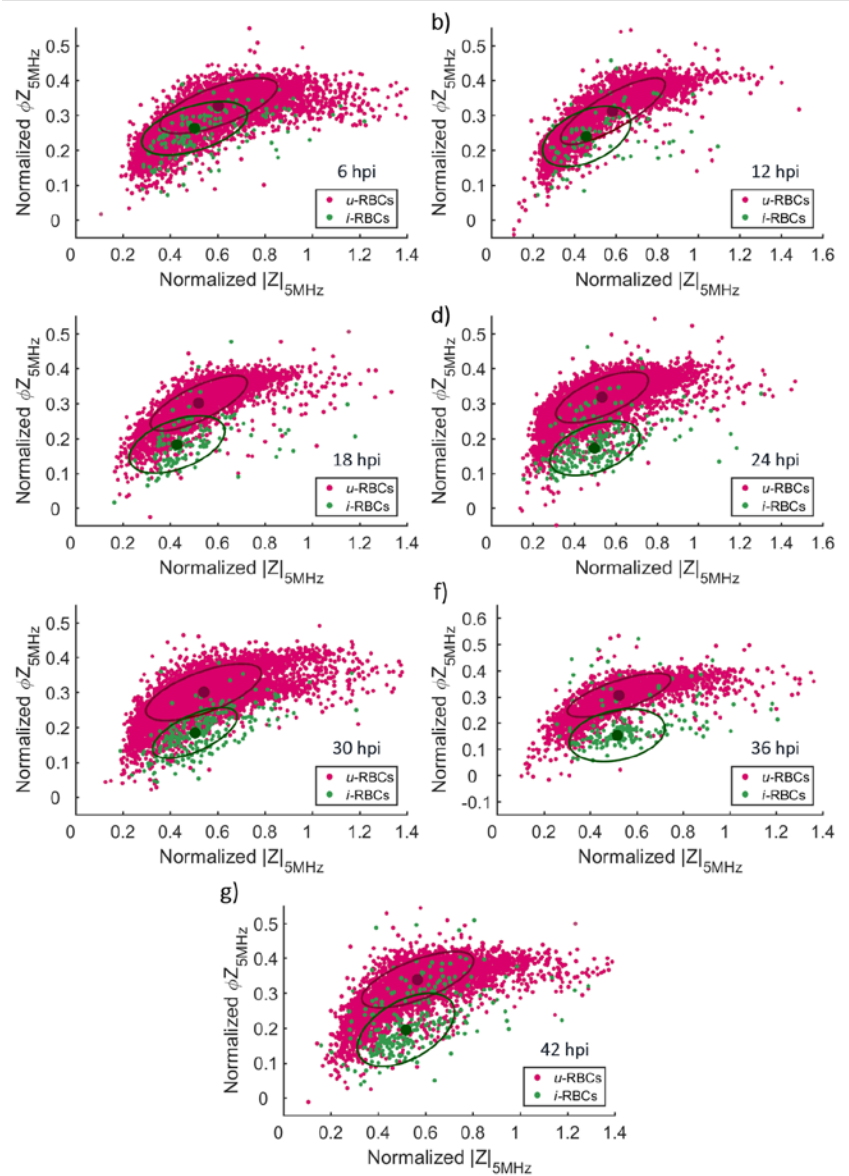 b)
0.5
0.4
0.3
0.2
0.1
0
Normalized ϕZ5MHz
6 hpi
u-RBCs
i-RBCs
0 0.2 0.4 0.6 0.8 1 1.2 1.4
Normalized |Z|5MHz
0.5
0.4
0.3
0.2
0.1
0
Normalized ϕZ5MHz
12 hpi
u-RBCs
i-RBCs
0 0.2 0.4 0.6 0.8 1 1.2 1.4 1.6
Normalized |Z|5MHz
d)
0.5
0.4
0.3
0.2
0.1
0
Normalized ϕZ5MHz
18 hpi
u-RBCs
i-RBCs
0 0.2 0.4 0.6 0.8 1 1.2 1.4
Normalized |Z|5MHz
0.5
0.4
0.3
0.2
0.1
0
Normalized ϕZ5MHz
24 hpi
u-RBCs
i-RBCs
0 0.2 0.4 0.6 0.8 1 1.2 1.4 1.6
Normalized |Z|5MHz
f)
0.5
0.4
0.3
0.2
0.1
0
Normalized ϕZ5MHz
30 hpi
u-RBCs
i-RBCs
0 0.2 0.4 0.6 0.8 1 1.2 1.4
Normalized |Z|5MHz
0.6
0.5
0.4
0.3
0.2
0.1
0
-0.1
Normalized ϕZ5MHz
36 hpi
u-RBCs
i-RBCs
0 0.2 0.4 0.6 0.8 1 1.2 1.4
Normalized |Z|5MHz
g)
0.5
0.4
0.3
0.2
0.1
0
Normalized ϕZ5MHz
42 hpi
u-RBCs
i-RBCs
0 0.2 0.4 0.6 0.8 1 1.2 1.4
Normalized |Z|5MHz